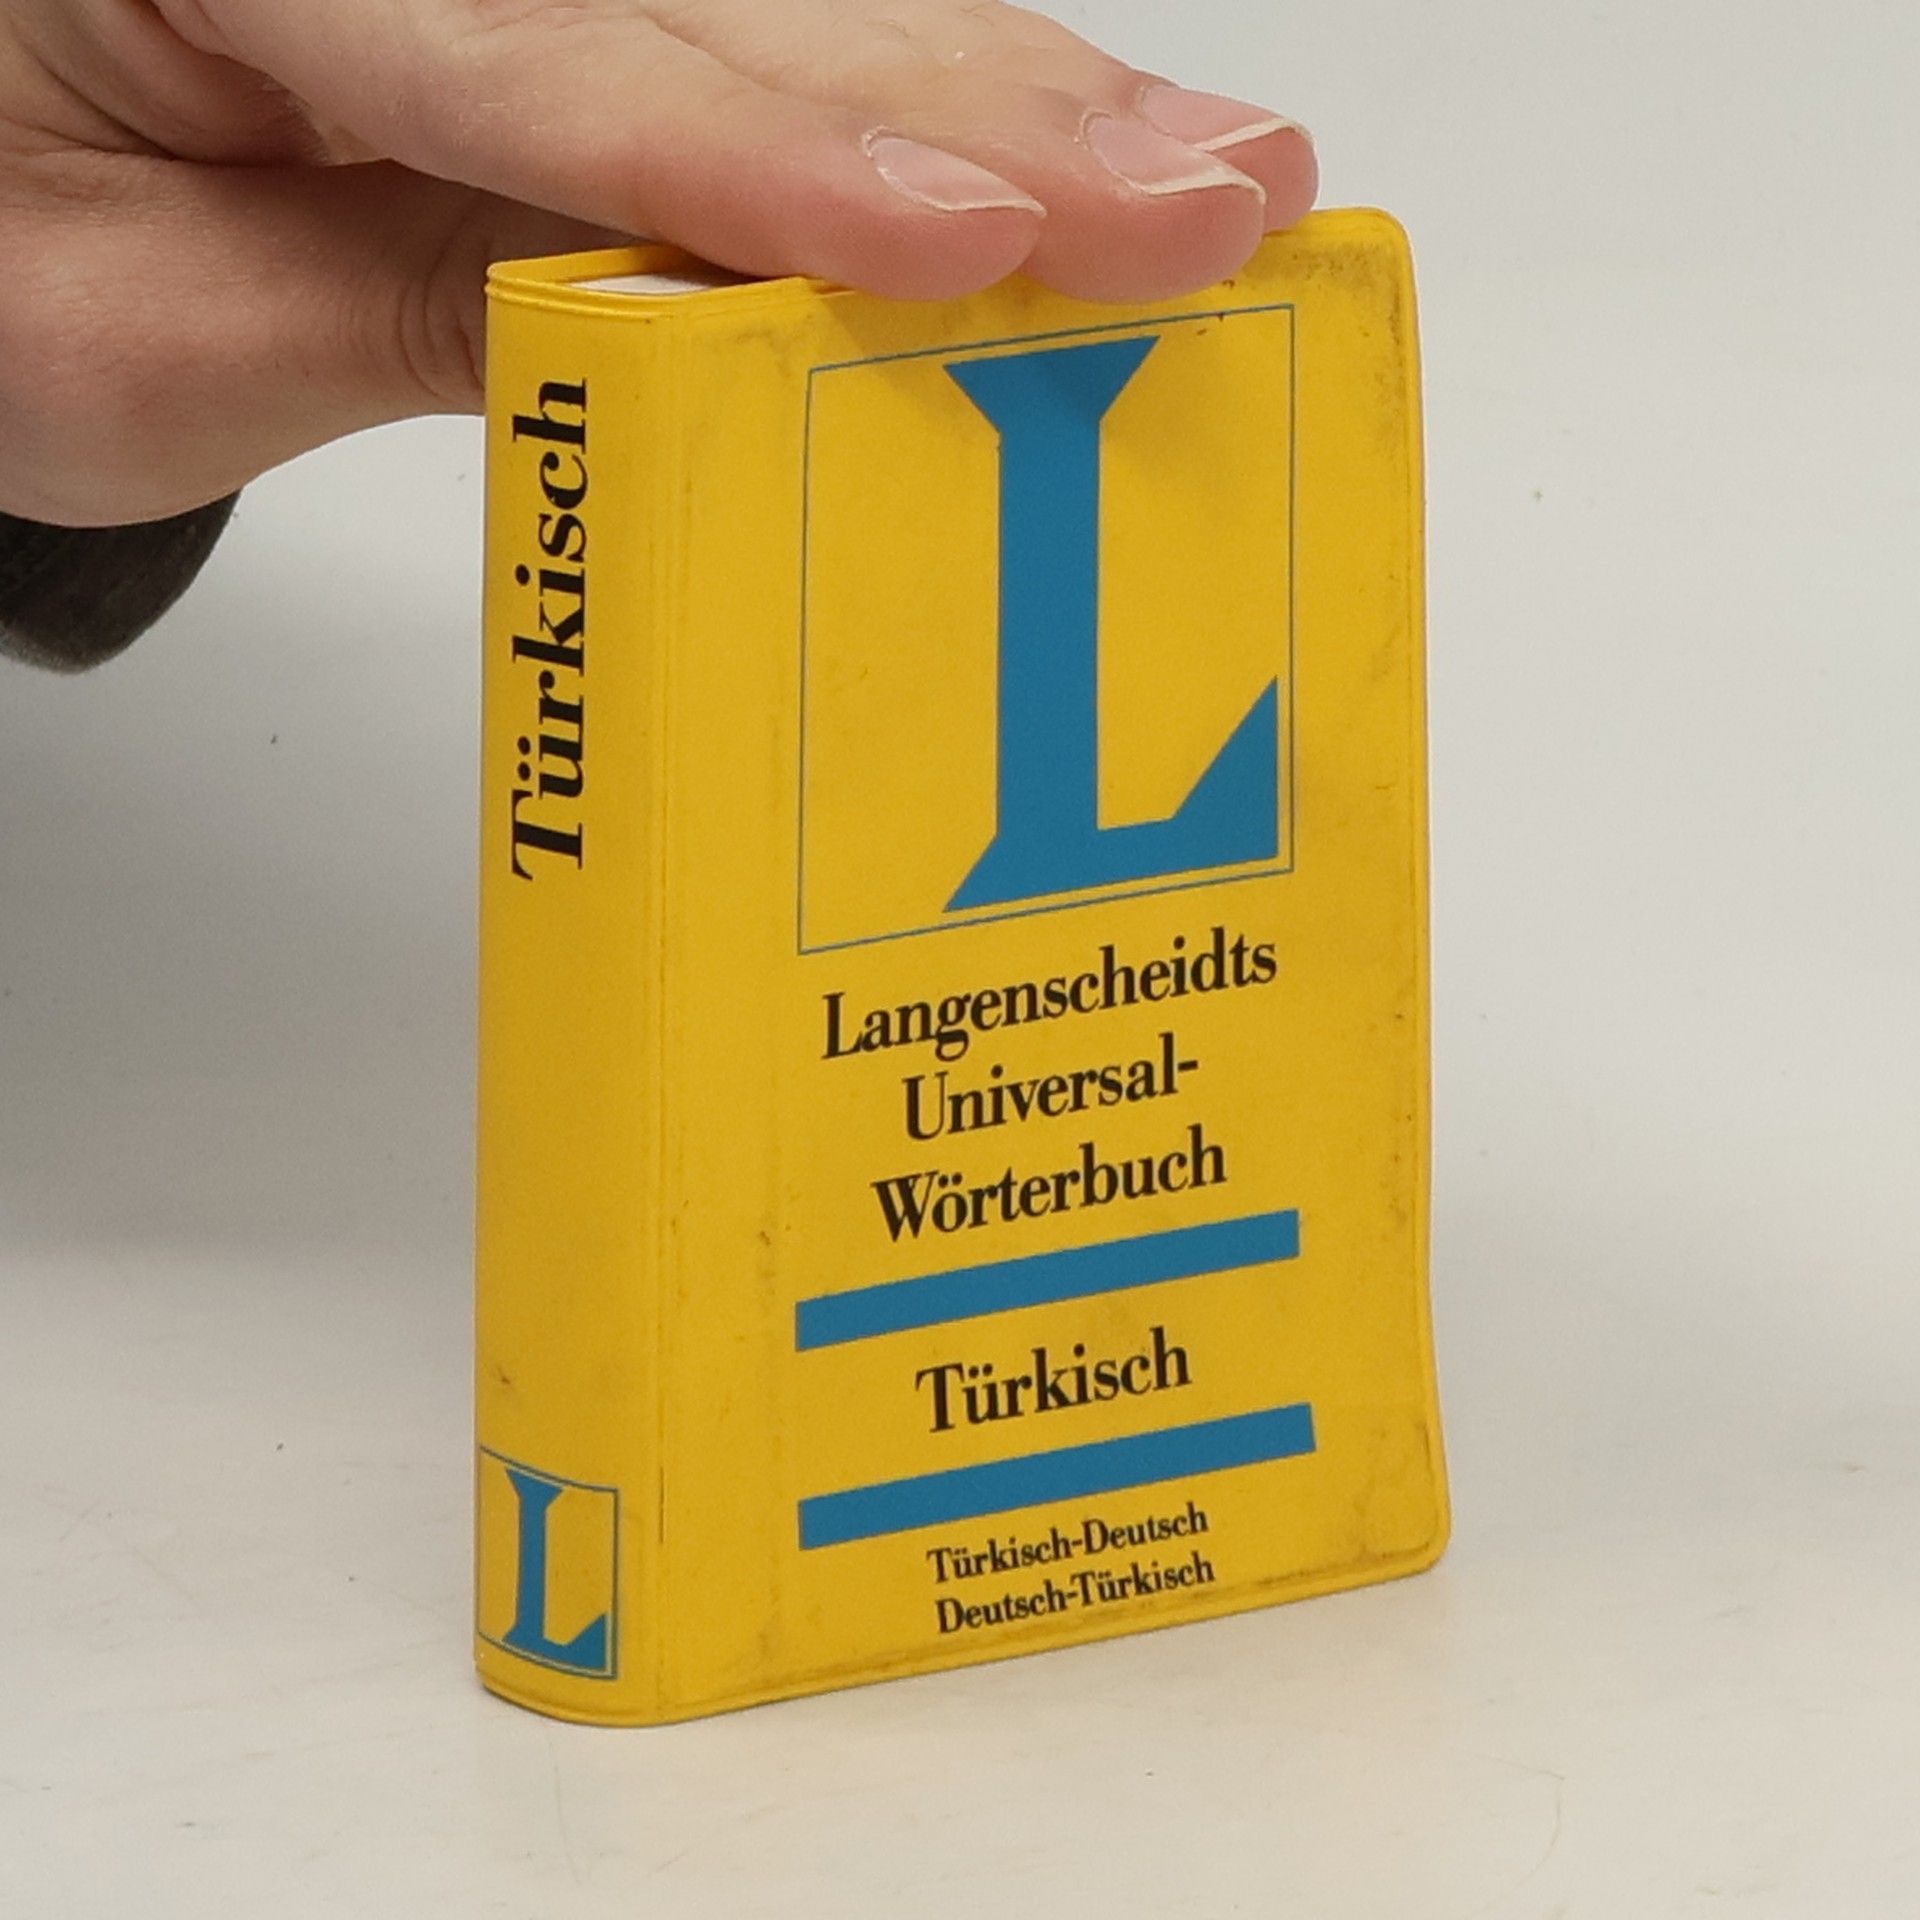 Türkisch
L
L
Langenscheidts
Universal-
Wörterbuch
Türkisch
Türkisch-Deutsch
Deutsch-Türkisch